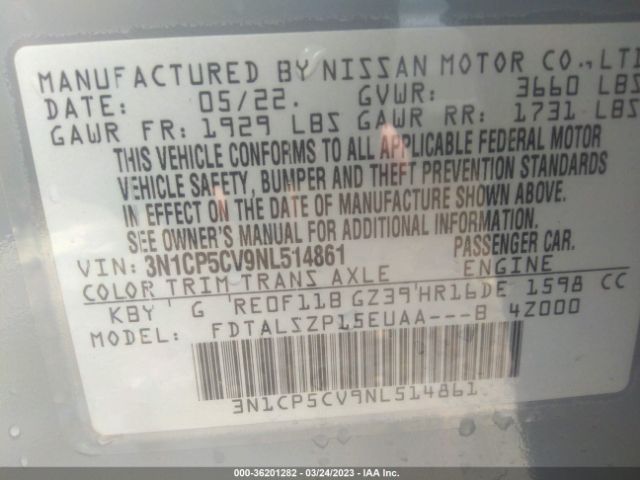 MANUFACTURED BY NISSAN MOTOR CO., LTD
DATE: 05/22. GVWR: 3660 LBS
GAWR FR: 1929 LBS GAWR RR: 1731 LBS
THIS VEHICLE CONFORMS TO ALL APPLICABLE FEDERAL MOTOR
VEHICLE SAFETY, BUMPER AND THEFT PREVENTION STANDARDS
IN EFFECT ON THE DATE OF MANUFACTURE SHOWN ABOVE.
SEE OWNER'S MANUAL FOR ADDITIONAL INFORMATION.
VIN: 3N1CP5CV9NL514861 PASSENGER CAR.
COLOR TRIM TRANS AXLE ENGINE
KBY G RE0F11B GZ39 HR16DE 1598 CC
MODEL: FDTALSZP15EUAA---B 4Z000
3N1CP5CV9NL514861
000-36201282 - 03/24/2023 - IAA Inc.